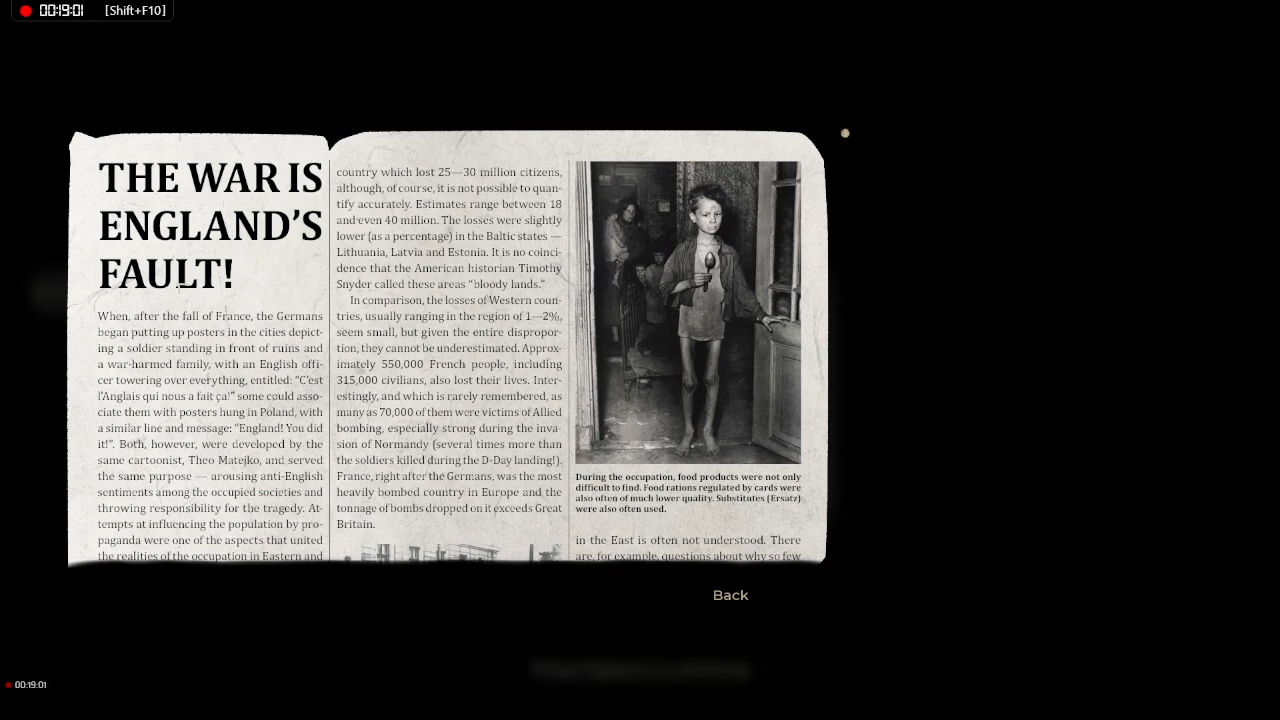 00:19:01 [Shift+F10]
THE WAR IS
ENGLAND'S
FAULT!
When, after the fall of France, the Germans
began putting up posters in the cities depict-
ing a soldier standing in front of ruins and
a war-harmed family, with an English offi-
cer towering over everything, entitled: “C'est
l'Anglais qui nous a fait ça!” some could asso-
ciate them with posters hung in Poland, with
a similar line and message: “England! You did
it!”. Both, however, were developed by the
same cartoonist, Theo Matejko, and served
the same purpose — arousing anti-English
sentiments among the occupied societies and
throwing responsibility for the tragedy. At-
tempts at influencing the population by pro-
paganda were one of the aspects that united
the realities of the occupation in Eastern and
country which lost 25—30 million citizens,
although, of course, it is not possible to quan-
tify accurately. Estimates range between 18
and even 40 million. The losses were slightly
lower (as a percentage) in the Baltic states —
Lithuania, Latvia and Estonia. It is no coinci-
dence that the American historian Timothy
Snyder called these areas “bloody lands.”
In comparison, the losses of Western coun-
tries, usually ranging in the region of 1—2%,
seem small, but given the entire dispropor-
tion, they cannot be underestimated. Approx-
imately 550,000 French people, including
315,000 civilians, also lost their lives. Inter-
estingly, and which is rarely remembered, as
many as 70,000 of them were victims of Allied
bombing, especially strong during the inva-
sion of Normandy (several times more than
the soldiers killed during the D-Day landing!).
France, right after the Germans, was the most
heavily bombed country in Europe and the
tonnage of bombs dropped on it exceeds Great
Britain.
During the occupation, food products were not only
difficult to find. Food rations regulated by cards were
also often of much lower quality. Substitutes (Ersatz)
were also often used.
in the East is often not understood. There
are, for example, questions about why so few
Back
00:19:01